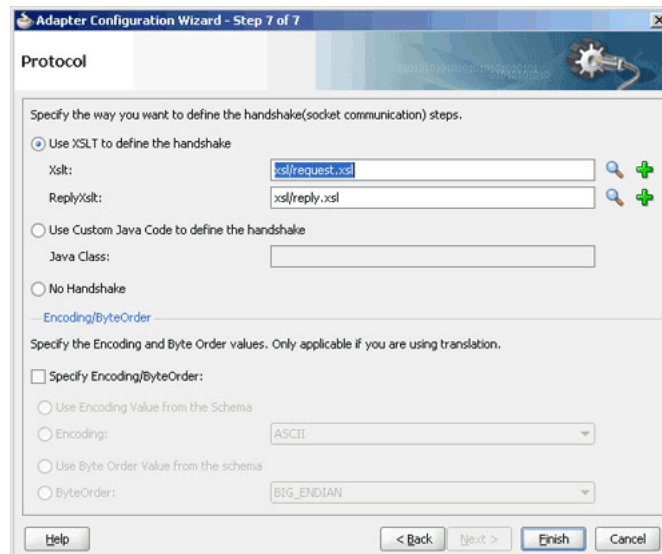 Adapter Configuration Wizard - Step 7 of 7
Protocol
Specify the way you want to define the handshake(socket communication) steps.
Use XSLT to define the handshake
Xslt: xsl/request.xsl
ReplyXslt: xsl/reply.xsl
Use Custom Java Code to define the handshake
Java Class:
No Handshake
Encoding/ByteOrder
Specify the Encoding and Byte Order values. Only applicable if you are using translation.
Specify Encoding/ByteOrder:
Use Encoding Value from the Schema
Encoding: ASCII
Use Byte Order Value from the schema
ByteOrder: BIG_ENDIAN
Help < Back Next > Finish Cancel